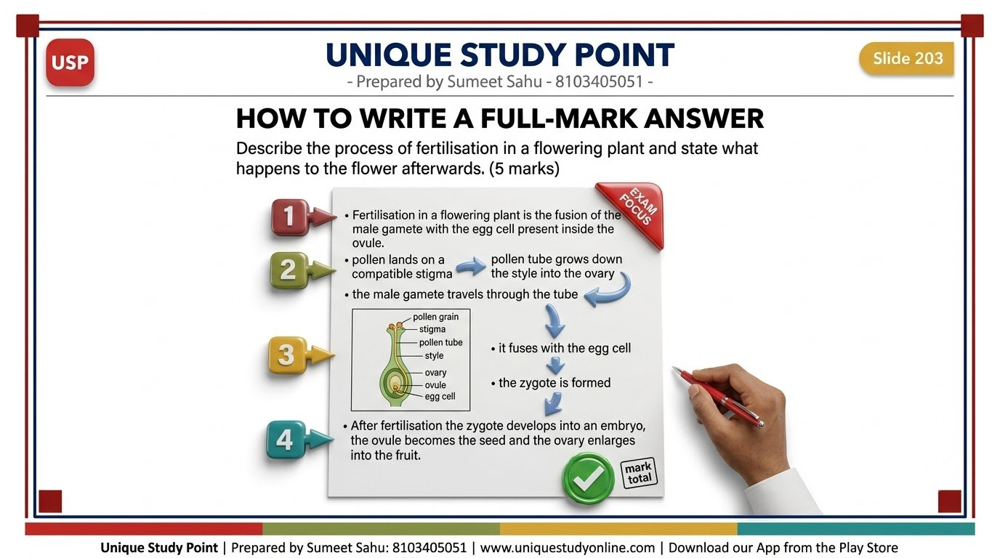 USP
UNIQUE STUDY POINT
- Prepared by Sumeet Sahu - 8103405051 -
Slide 203
HOW TO WRITE A FULL-MARK ANSWER
Describe the process of fertilisation in a flowering plant and state what
happens to the flower afterwards. (5 marks)
EXAM
FOCUS
1
• Fertilisation in a flowering plant is the fusion of the
male gamete with the egg cell present inside the
ovule.
2
• pollen lands on a
compatible stigma
pollen tube grows down
the style into the ovary
• the male gamete travels through the tube
3
pollen grain
stigma
pollen tube
style
ovary
ovule
egg cell
• it fuses with the egg cell
• the zygote is formed
4
• After fertilisation the zygote develops into an embryo,
the ovule becomes the seed and the ovary enlarges
into the fruit.
mark
total
Unique Study Point | Prepared by Sumeet Sahu: 8103405051 | www.uniquestudyonline.com | Download our App from the Play Store